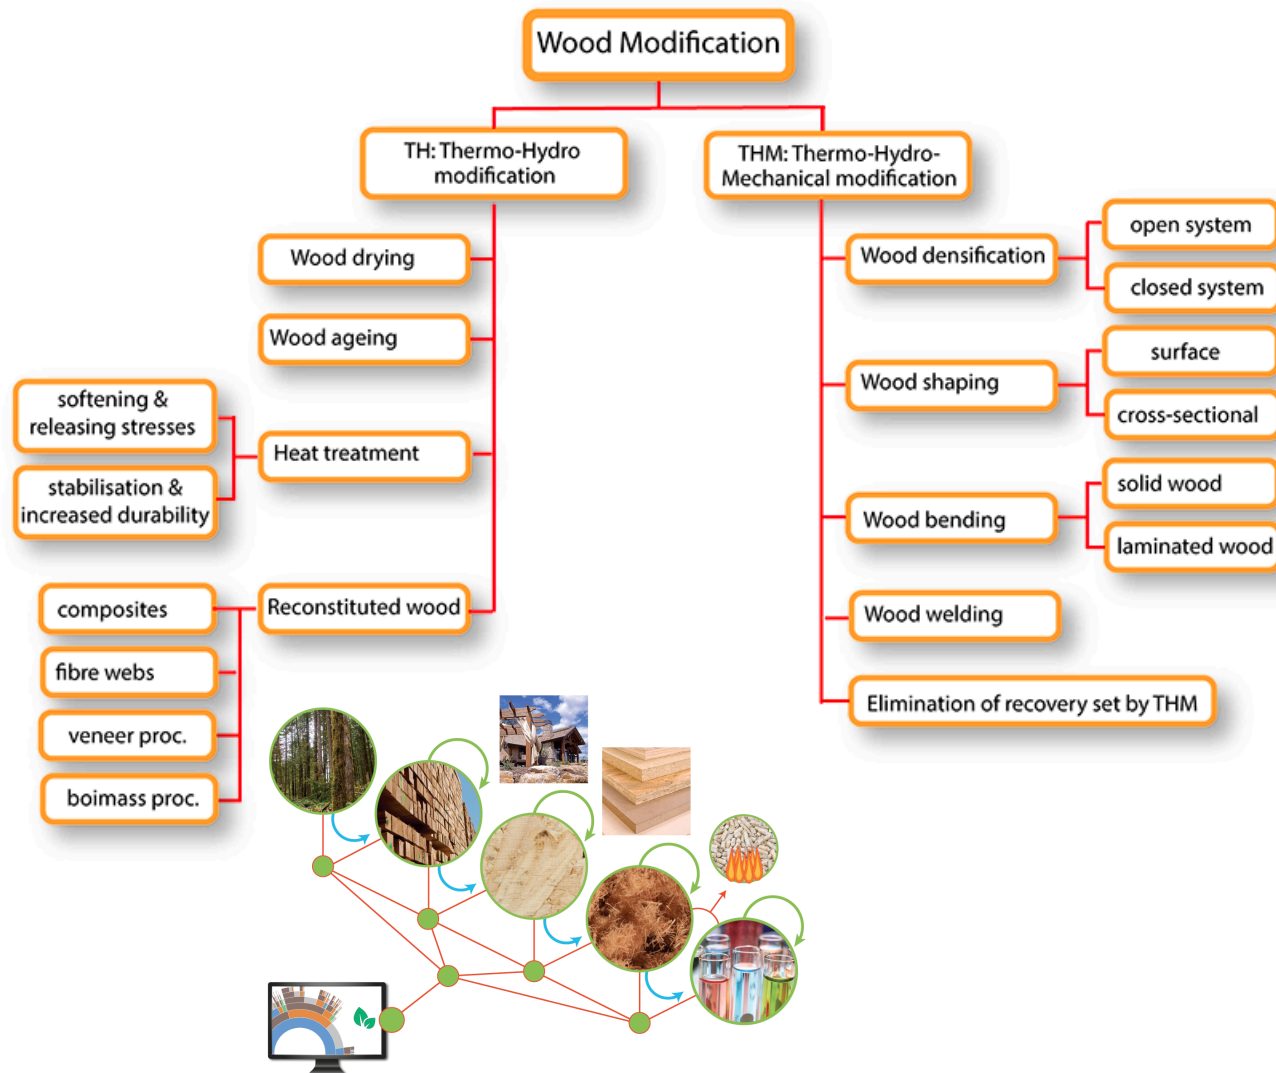 Wood Modification
TH: Thermo-Hydro
modification
THM: Thermo-Hydro-
Mechanical modification
Wood drying
Wood ageing
Heat treatment
softening &
releasing stresses
stabilisation &
increased durability
Reconstituted wood
composites
fibre webs
veneer proc.
boimass proc.
Wood densification
open system
closed system
Wood shaping
surface
cross-sectional
Wood bending
solid wood
laminated wood
Wood welding
Elimination of recovery set by THM